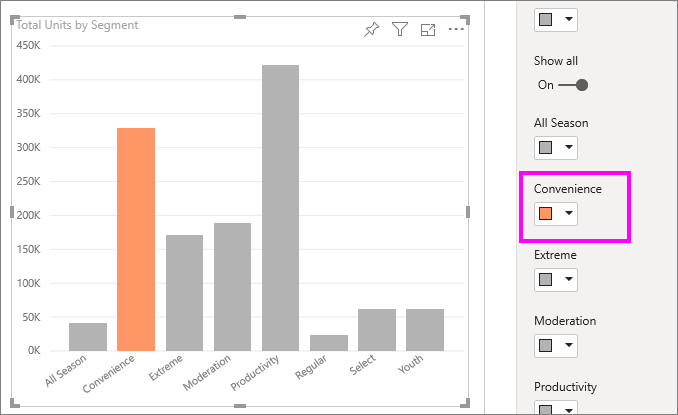 Total Units by Segment
450K
400K
350K
300K
250K
200K
150K
100K
50K
0K
All Season
Convenience
Extreme
Moderation
Productivity
Regular
Select
Youth
Show all
On
All Season
Convenience
Extreme
Moderation
Productivity